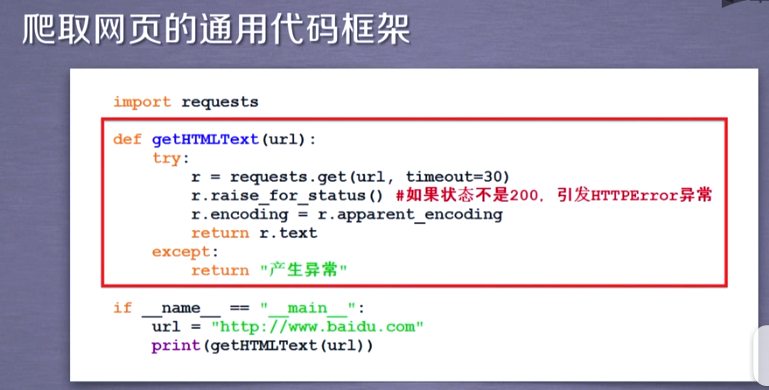 爬取网页的通用代码框架
import requests
def getHTMLText(url):
    try:
        r = requests.get(url, timeout=30)
        r.raise_for_status() #如果状态不是200，引发HTTPError异常
        r.encoding = r.apparent_encoding
        return r.text
    except:
        return "产生异常"
if __name__ == "__main__":
    url = "http://www.baidu.com"
    print(getHTMLText(url))